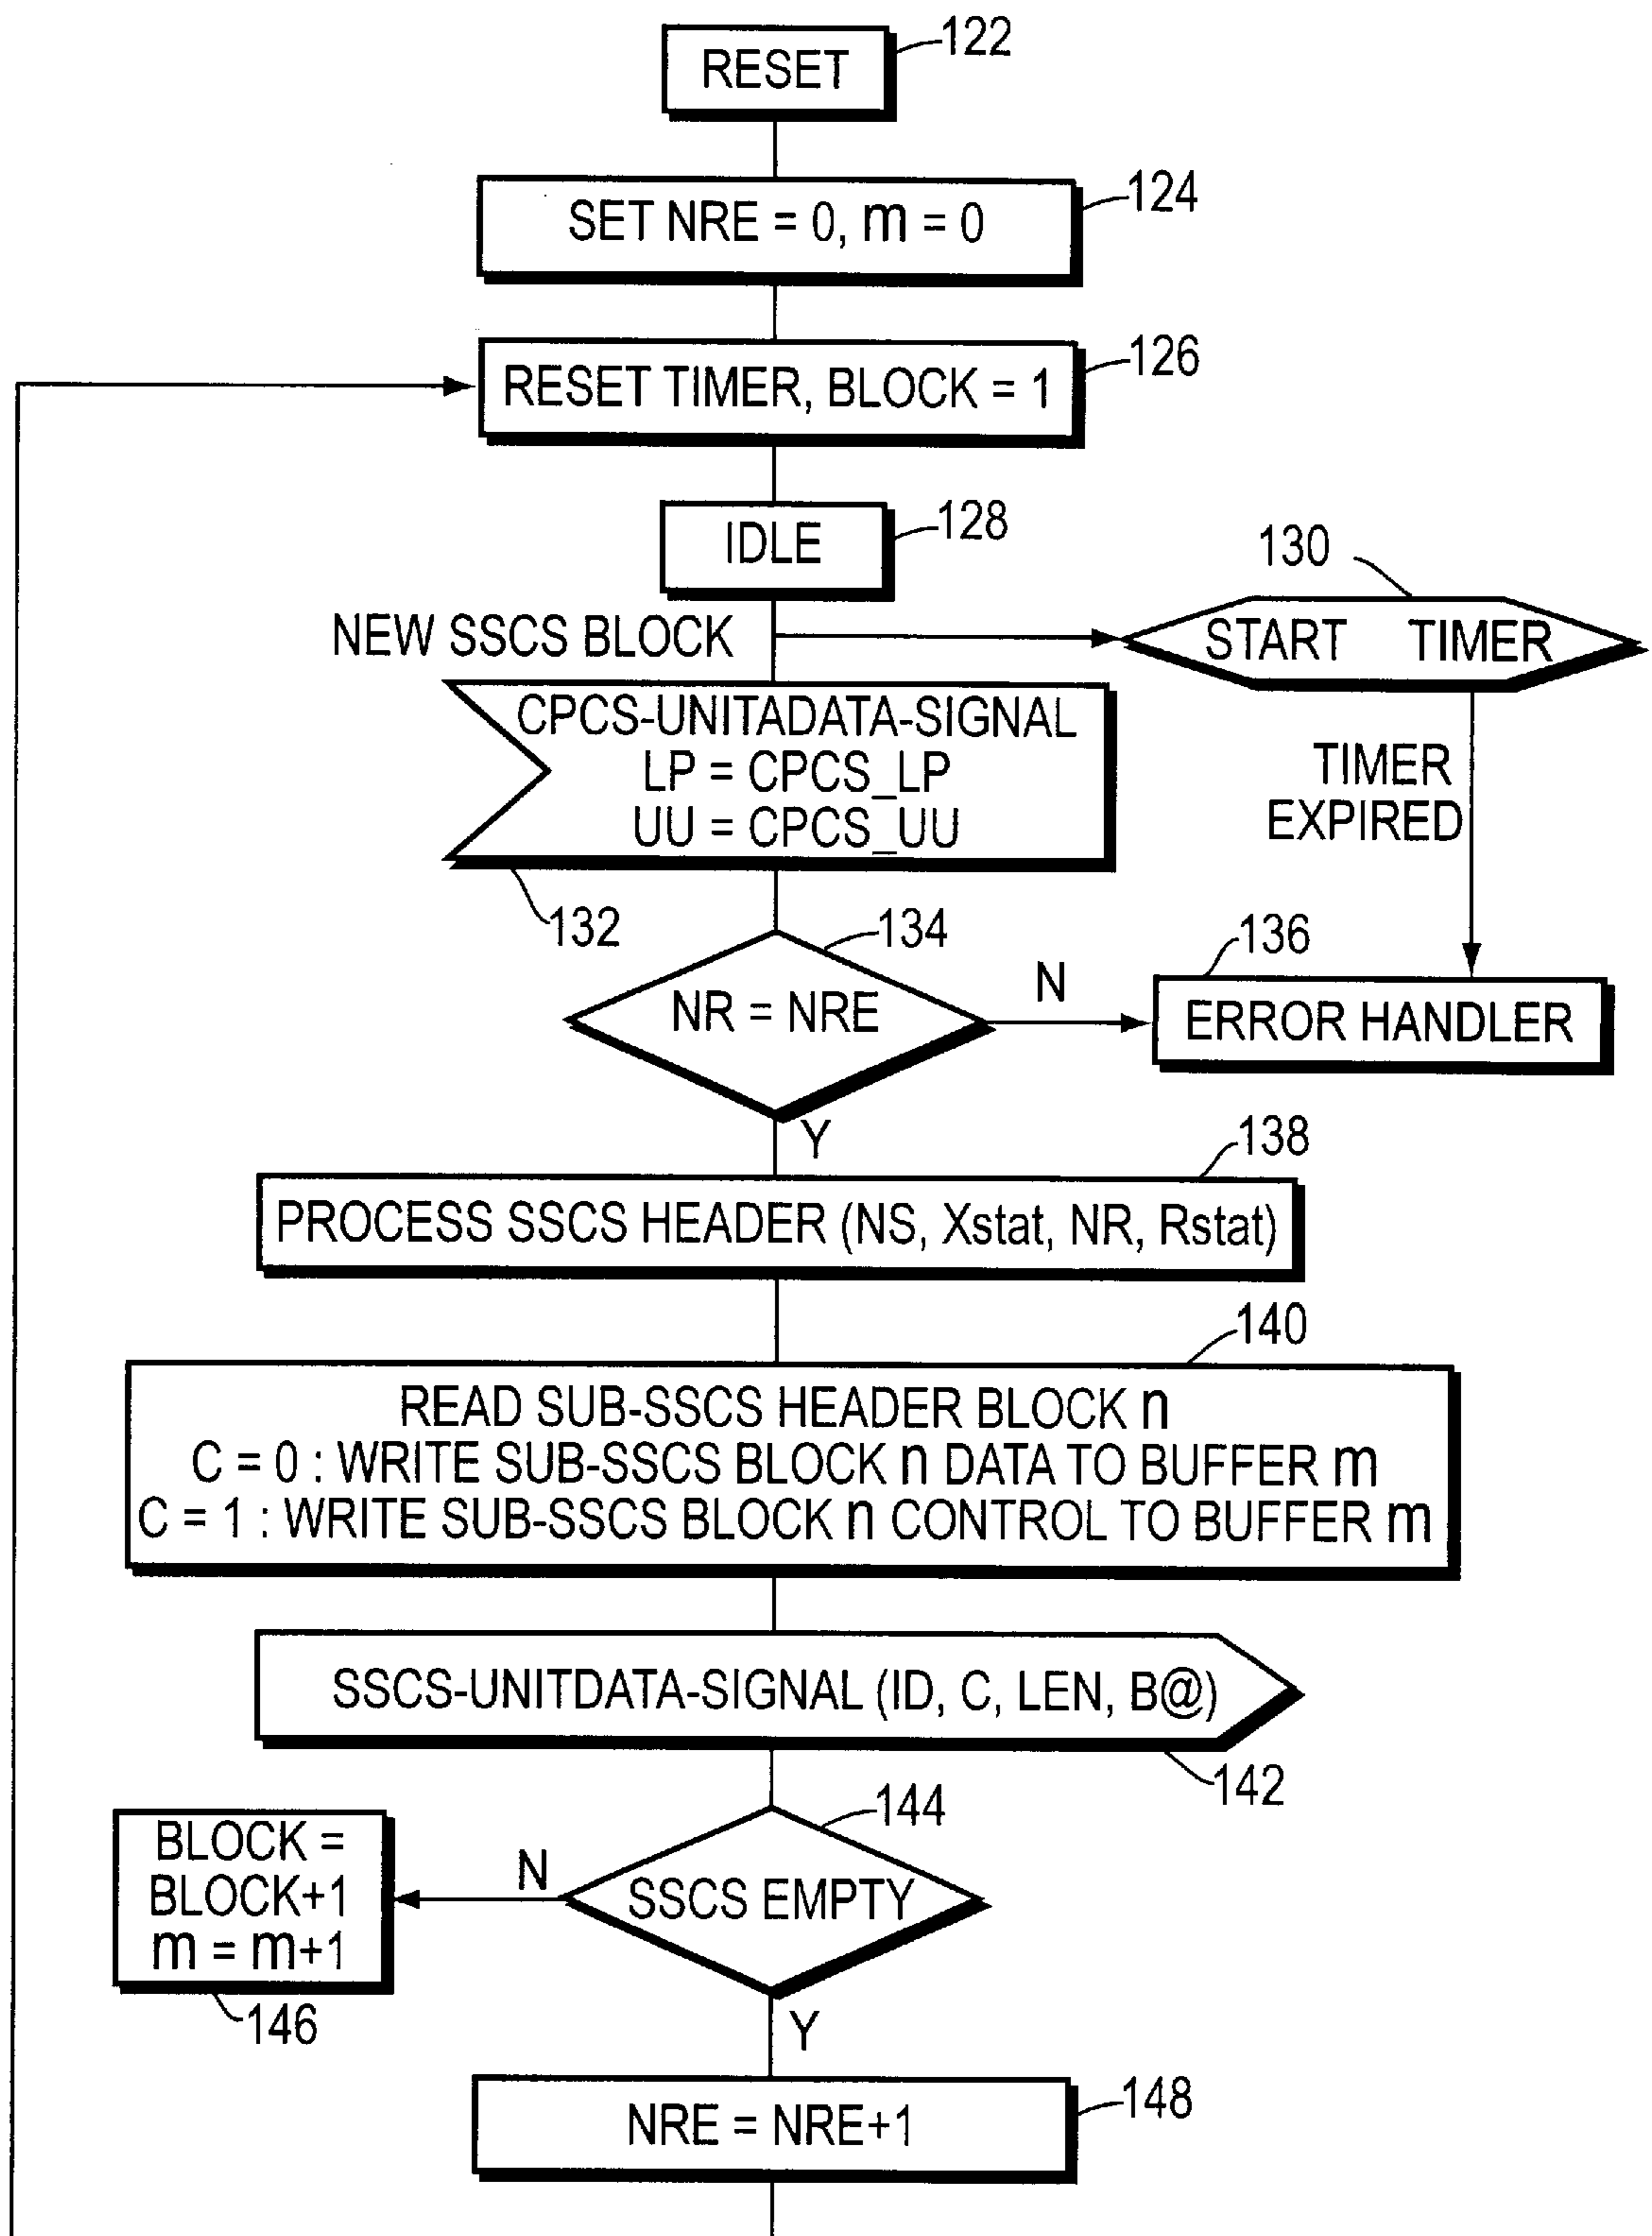 RESET
122
SET NRE = 0, m = 0
124
RESET TIMER, BLOCK = 1
126
IDLE
128
130
NEW SSCS BLOCK
START TIMER
CPCS-UNITADATA-SIGNAL
LP = CPCS_LP
UU = CPCS_UU
TIMER
EXPIRED
132
134
136
NR = NRE
N
ERROR HANDLER
Y
138
PROCESS SSCS HEADER (NS, Xstat, NR, Rstat)
140
READ SUB-SSCS HEADER BLOCK n
C = 0 : WRITE SUB-SSCS BLOCK n DATA TO BUFFER m
C = 1 : WRITE SUB-SSCS BLOCK n CONTROL TO BUFFER m
SSCS-UNITDATA-SIGNAL (ID, C, LEN, B@)
142
144
BLOCK =
BLOCK+1
m = m+1
N
SSCS EMPTY
146
Y
148
NRE = NRE+1